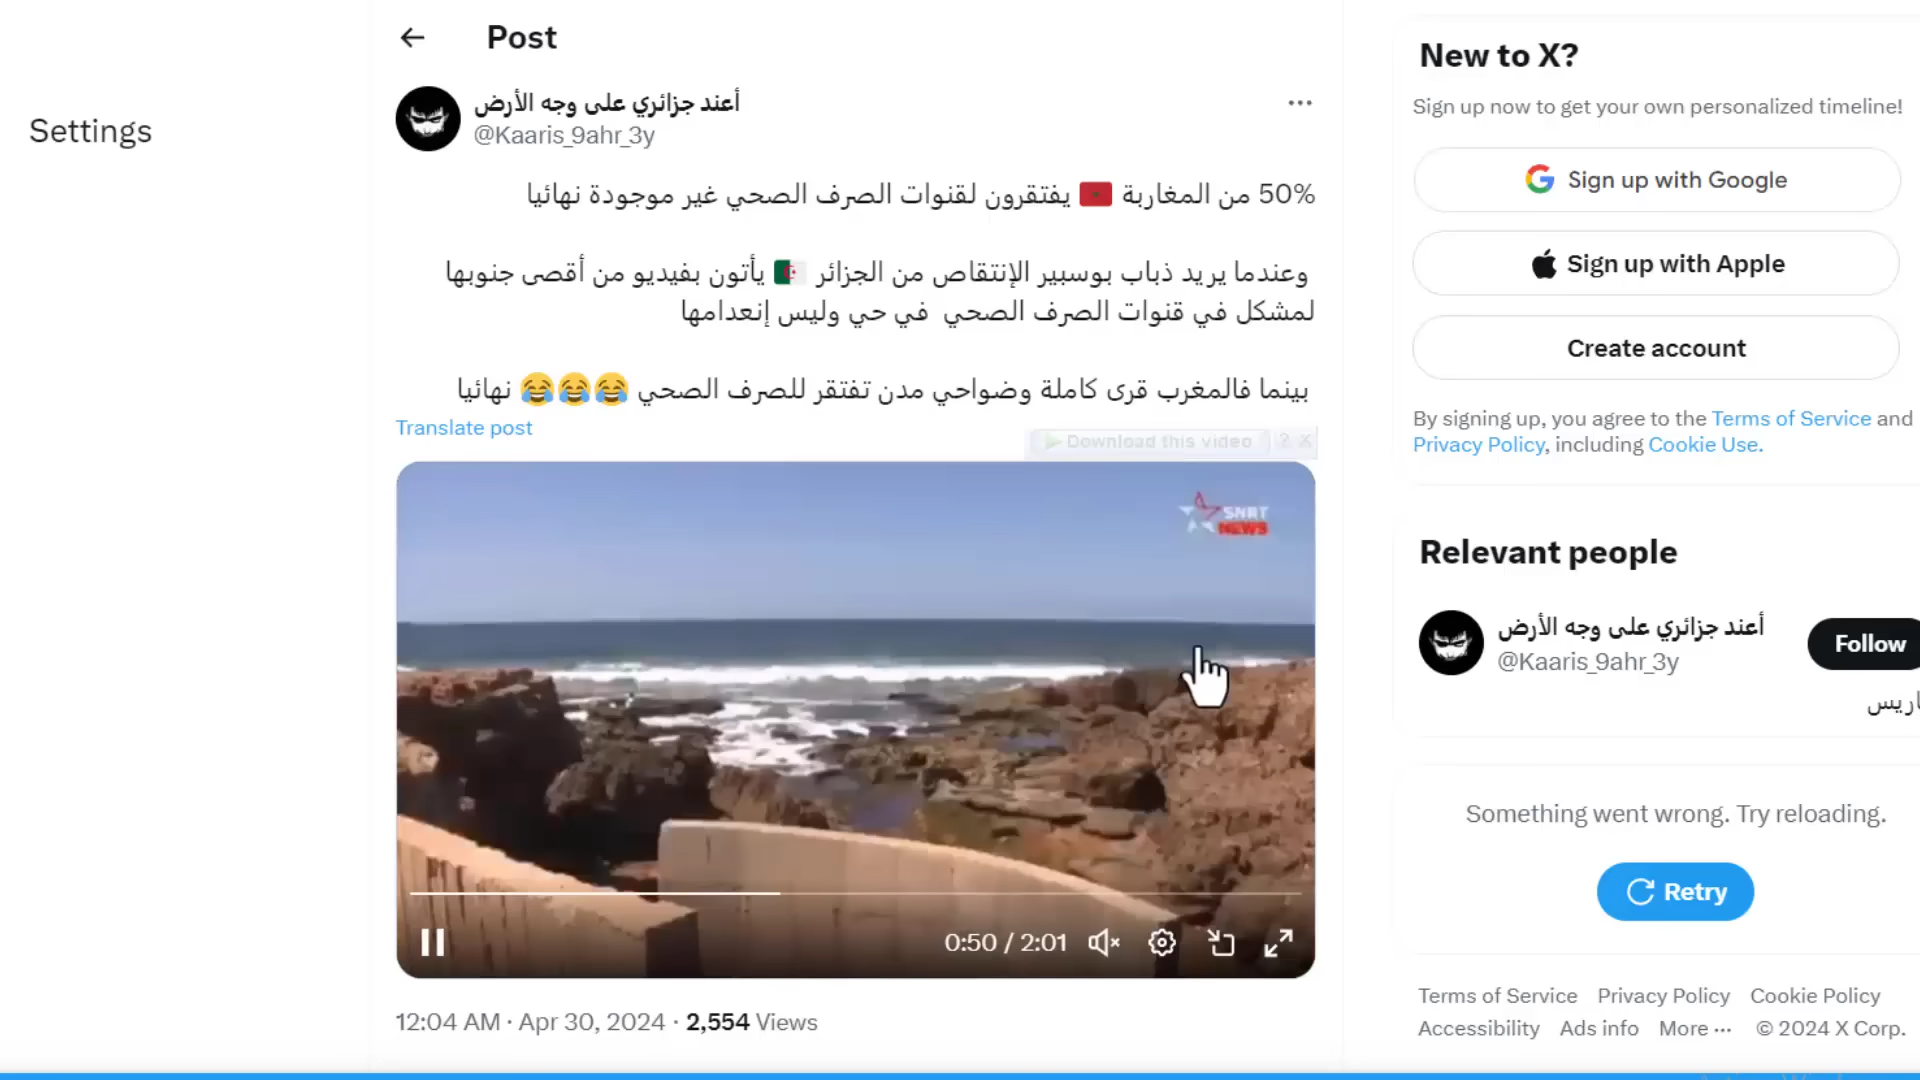 Settings
Post
أعند جزائري على وجه الأرض
@Kaaris_9ahr_3y
50% من المغاربة 🇲🇦 يفتقرون لقنوات الصرف الصحي غير موجودة نهائيا
وعندما يريد ذباب بوسبير الإنتقاص من الجزائر 🇩🇿 يأتون بفيديو من أقصى جنوبها
لمشكل في قنوات الصرف الصحي في حي وليس إنعدامها
بينما فالمغرب قرى كاملة وضواحي مدن تفتقر للصرف الصحي 😂😂😂 نهائيا
Translate post
Download this video ? X
SNRT
NEWS
0:50 / 2:01
12:04 AM · Apr 30, 2024 · 2,554 Views
New to X?
Sign up now to get your own personalized timeline!
Sign up with Google
Sign up with Apple
Create account
By signing up, you agree to the Terms of Service and
Privacy Policy, including Cookie Use.
Relevant people
أعند جزائري على وجه الأرض
@Kaaris_9ahr_3y
Follow
Something went wrong. Try reloading.
Retry
Terms of Service Privacy Policy Cookie Policy
Accessibility Ads info More ··· © 2024 X Corp.